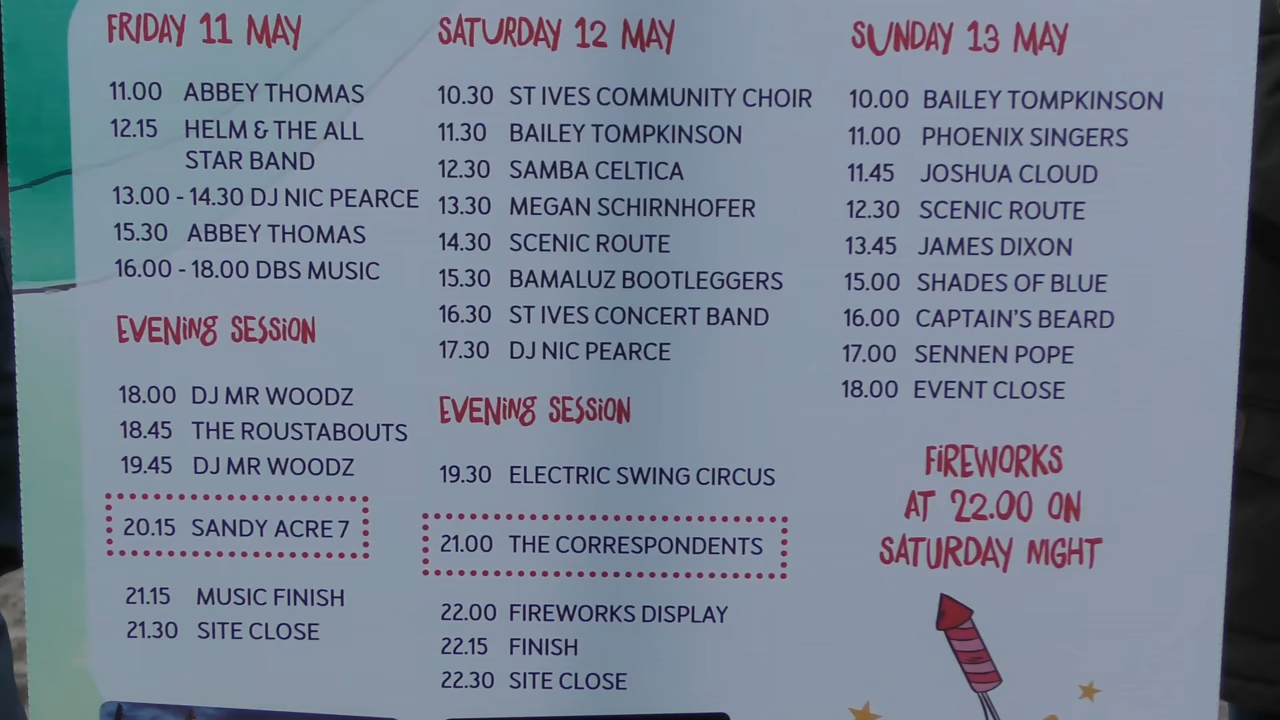 FRIDAY 11 MAY
11.00 ABBEY THOMAS
12.15 HELM & THE ALL
STAR BAND
13.00 - 14.30 DJ NIC PEARCE
15.30 ABBEY THOMAS
16.00 - 18.00 DBS MUSIC
EVENING SESSION
18.00 DJ MR WOODZ
18.45 THE ROUSTABOUTS
19.45 DJ MR WOODZ
20.15 SANDY ACRE 7
21.15 MUSIC FINISH
21.30 SITE CLOSE
SATURDAY 12 MAY
10.30 ST IVES COMMUNITY CHOIR
11.30 BAILEY TOMPKINSON
12.30 SAMBA CELTICA
13.30 MEGAN SCHIRNHOFER
14.30 SCENIC ROUTE
15.30 BAMALUZ BOOTLEGGERS
16.30 ST IVES CONCERT BAND
17.30 DJ NIC PEARCE
EVENING SESSION
19.30 ELECTRIC SWING CIRCUS
21.00 THE CORRESPONDENTS
22.00 FIREWORKS DISPLAY
22.15 FINISH
22.30 SITE CLOSE
SUNDAY 13 MAY
10.00 BAILEY TOMPKINSON
11.00 PHOENIX SINGERS
11.45 JOSHUA CLOUD
12.30 SCENIC ROUTE
13.45 JAMES DIXON
15.00 SHADES OF BLUE
16.00 CAPTAIN'S BEARD
17.00 SENNEN POPE
18.00 EVENT CLOSE
FIREWORKS
AT 22.00 ON
SATURDAY NIGHT